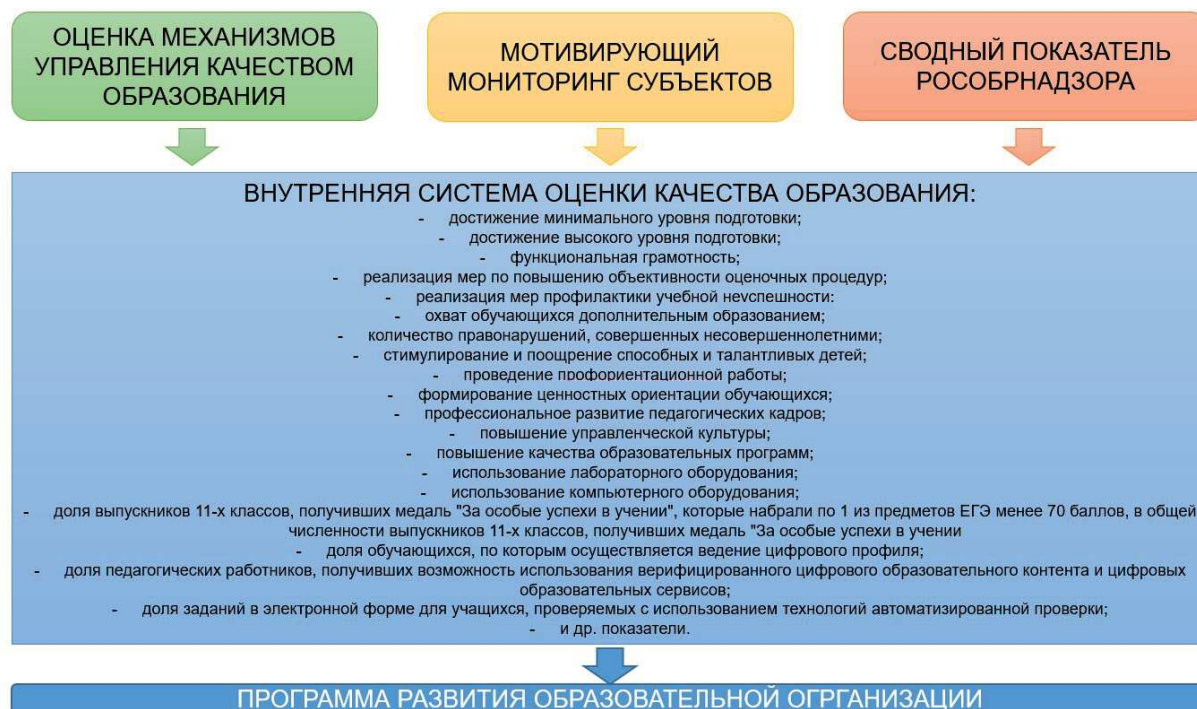 ОЦЕНКА МЕХАНИЗМОВ
УПРАВЛЕНИЯ КАЧЕСТВОМ
ОБРАЗОВАНИЯ
МОТИВИРУЮЩИЙ
МОНИТОРИНГ СУБЪЕКТОВ
СВОДНЫЙ ПОКАЗАТЕЛЬ
РОСОБРНАДЗОРА
ВНУТРЕННЯЯ СИСТЕМА ОЦЕНКИ КАЧЕСТВА ОБРАЗОВАНИЯ:
- достижение минимального уровня подготовки;
- достижение высокого уровня подготовки;
- функциональная грамотность;
- реализация мер по повышению объективности оценочных процедур;
- реализация мер профилактики учебной неуспешности:
- охват обучающихся дополнительным образованием;
- количество правонарушений, совершенных несовершеннолетними;
- стимулирование и поощрение способных и талантливых детей;
- проведение профориентационной работы;
- формирование ценностных ориентации обучающихся;
- профессиональное развитие педагогических кадров;
- повышение управленческой культуры;
- повышение качества образовательных программ;
- использование лабораторного оборудования;
- использование компьютерного оборудования;
- доля выпускников 11-х классов, получивших медаль "За особые успехи в учении", которые набрали по 1 из предметов ЕГЭ менее 70 баллов, в общей
численности выпускников 11-х классов, получивших медаль "За особые успехи в учении
- доля обучающихся, по которым осуществляется ведение цифрового профиля;
- доля педагогических работников, получивших возможность использования верифицированного цифрового образовательного контента и цифровых
образовательных сервисов;
- доля заданий в электронной форме для учащихся, проверяемых с использованием технологий автоматизированной проверки;
- и др. показатели.
ПРОГРАММА РАЗВИТИЯ ОБРАЗОВАТЕЛЬНОЙ ОГРГАНИЗАЦИИ